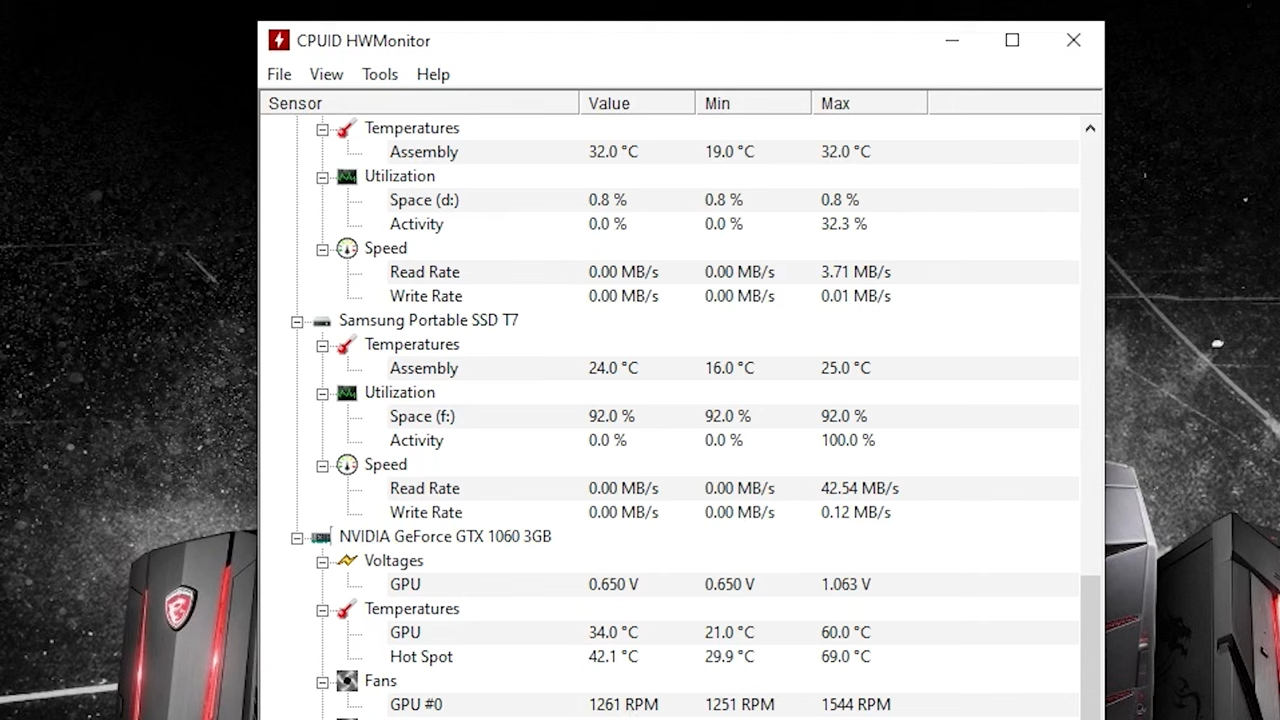 CPUID HWMonitor
File View Tools Help
Sensor Value Min Max
Temperatures
Assembly 32.0 °C 19.0 °C 32.0 °C
Utilization
Space (d:) 0.8 % 0.8 % 0.8 %
Activity 0.0 % 0.0 % 32.3 %
Speed
Read Rate 0.00 MB/s 0.00 MB/s 3.71 MB/s
Write Rate 0.00 MB/s 0.00 MB/s 0.01 MB/s
Samsung Portable SSD T7
Temperatures
Assembly 24.0 °C 16.0 °C 25.0 °C
Utilization
Space (f:) 92.0 % 92.0 % 92.0 %
Activity 0.0 % 0.0 % 100.0 %
Speed
Read Rate 0.00 MB/s 0.00 MB/s 42.54 MB/s
Write Rate 0.00 MB/s 0.00 MB/s 0.12 MB/s
NVIDIA GeForce GTX 1060 3GB
Voltages
GPU 0.650 V 0.650 V 1.063 V
Temperatures
GPU 34.0 °C 21.0 °C 60.0 °C
Hot Spot 42.1 °C 29.9 °C 69.0 °C
Fans
GPU #0 1261 RPM 1251 RPM 1544 RPM